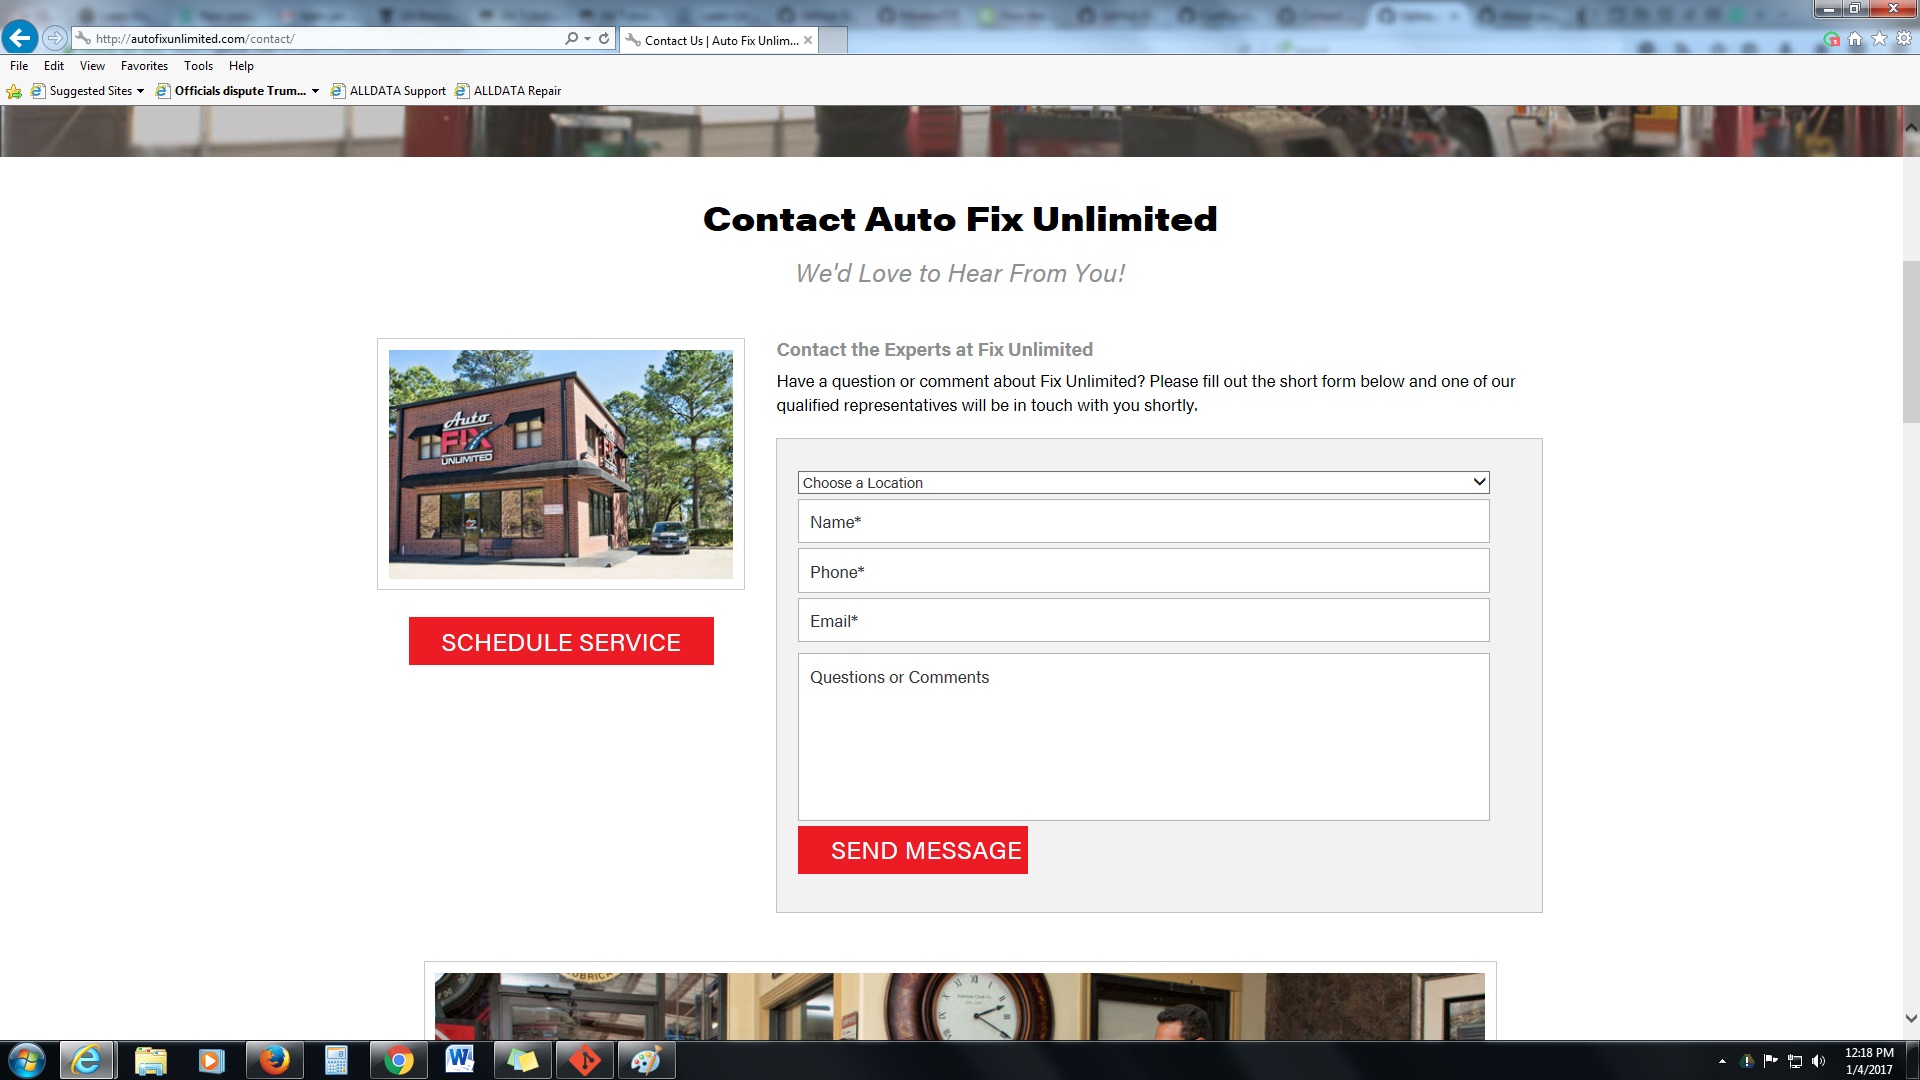 http://autofixunlimited.com/contact/
Contact Us | Auto Fix Unlim...
File Edit View Favorites Tools Help
Suggested Sites Officials dispute Trum... ALLDATA Support ALLDATA Repair
Contact Auto Fix Unlimited
We'd Love to Hear From You!
Auto
FIX
UNLIMITED
SCHEDULE SERVICE
Contact the Experts at Fix Unlimited
Have a question or comment about Fix Unlimited? Please fill out the short form below and one of our
qualified representatives will be in touch with you shortly.
Choose a Location
Name*
Phone*
Email*
Questions or Comments
SEND MESSAGE
12:18 PM
1/4/2017